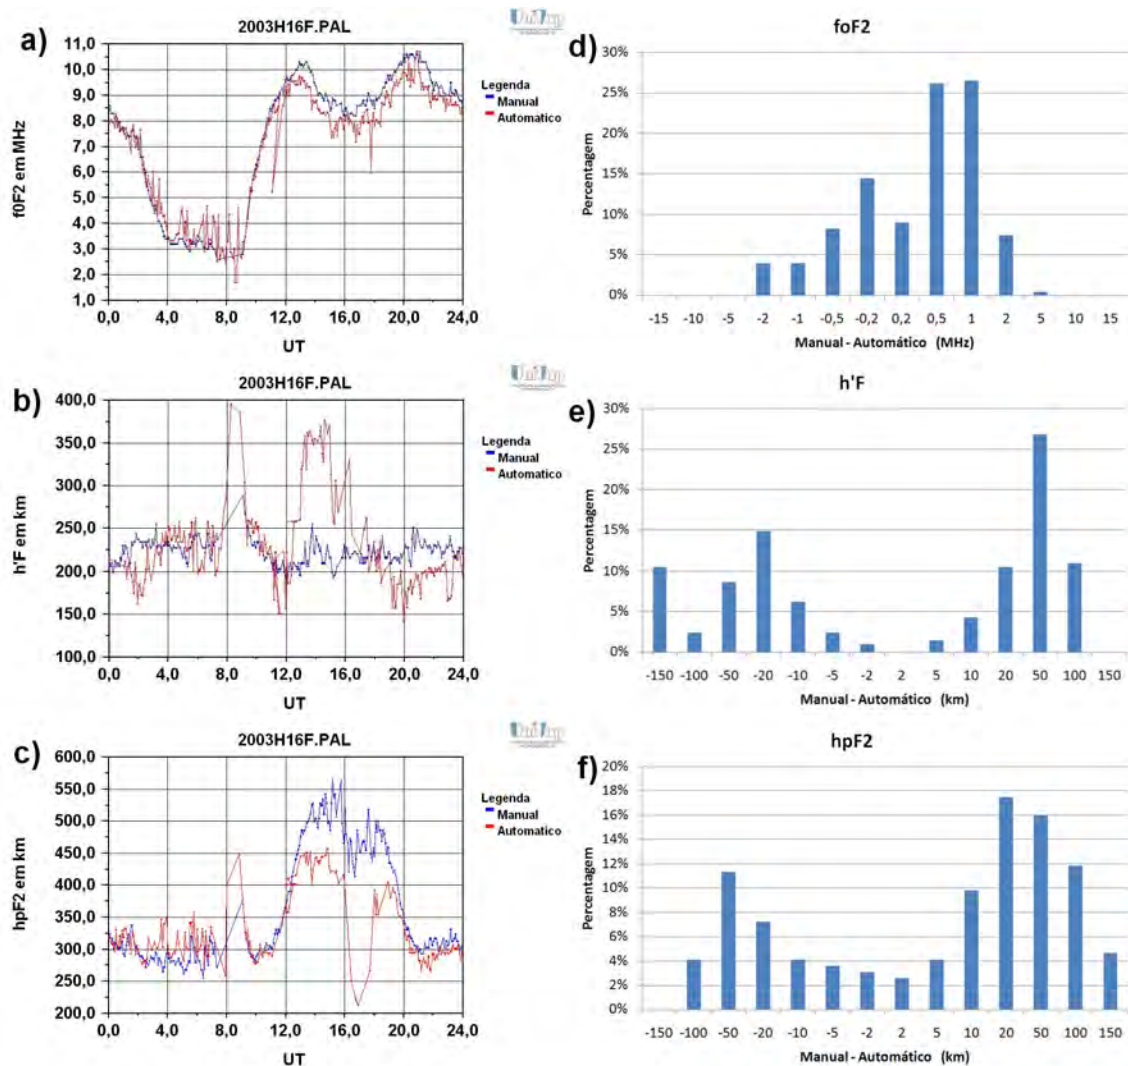 a)
2003H16F.PAL
f0F2 em MHz
11,0
10,0
9,0
8,0
7,0
6,0
5,0
4,0
3,0
2,0
1,0
0,0 4,0 8,0 12,0 16,0 20,0 24,0
UT
Legenda
Manual
Automatico
d)
foF2
Percentagem
30%
25%
20%
15%
10%
5%
0%
-15 -10 -5 -2 -1 -0,5 -0,2 0,2 0,5 1 2 5 10 15
Manual - Automático (MHz)
b)
2003H16F.PAL
h'F em km
400,0
350,0
300,0
250,0
200,0
150,0
100,0
0,0 4,0 8,0 12,0 16,0 20,0 24,0
UT
Legenda
Manual
Automatico
e)
h'F
Percentagem
30%
25%
20%
15%
10%
5%
0%
-150 -100 -50 -20 -10 -5 -2 2 5 10 20 50 100 150
Manual - Automático (km)
c)
2003H16F.PAL
hpF2 em km
600,0
550,0
500,0
450,0
400,0
350,0
300,0
250,0
200,0
0,0 4,0 8,0 12,0 16,0 20,0 24,0
UT
Legenda
Manual
Automatico
f)
hpF2
Percentagem
20%
18%
16%
14%
12%
10%
8%
6%
4%
2%
0%
-150 -100 -50 -20 -10 -5 -2 2 5 10 20 50 100 150
Manual - Automático (km)